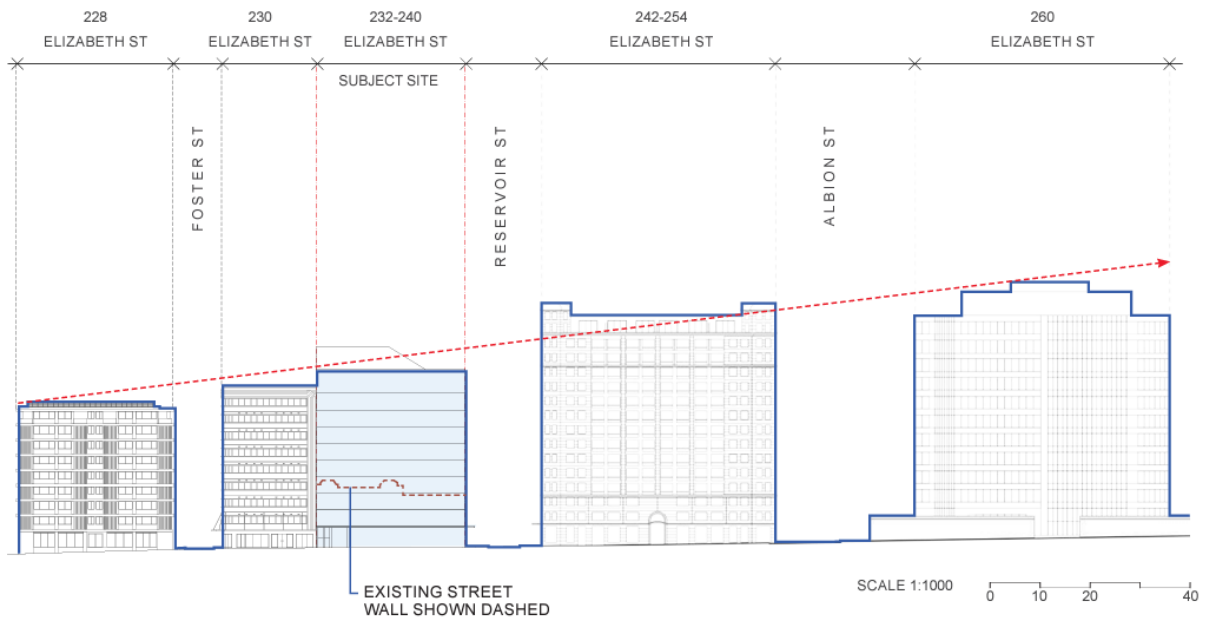 228
ELIZABETH ST
230
ELIZABETH ST
232-240
ELIZABETH ST
242-254
ELIZABETH ST
260
ELIZABETH ST
SUBJECT SITE
FOSTER ST
RESERVOIR ST
ALBION ST
EXISTING STREET
WALL SHOWN DASHED
SCALE 1:1000
0 10 20 40